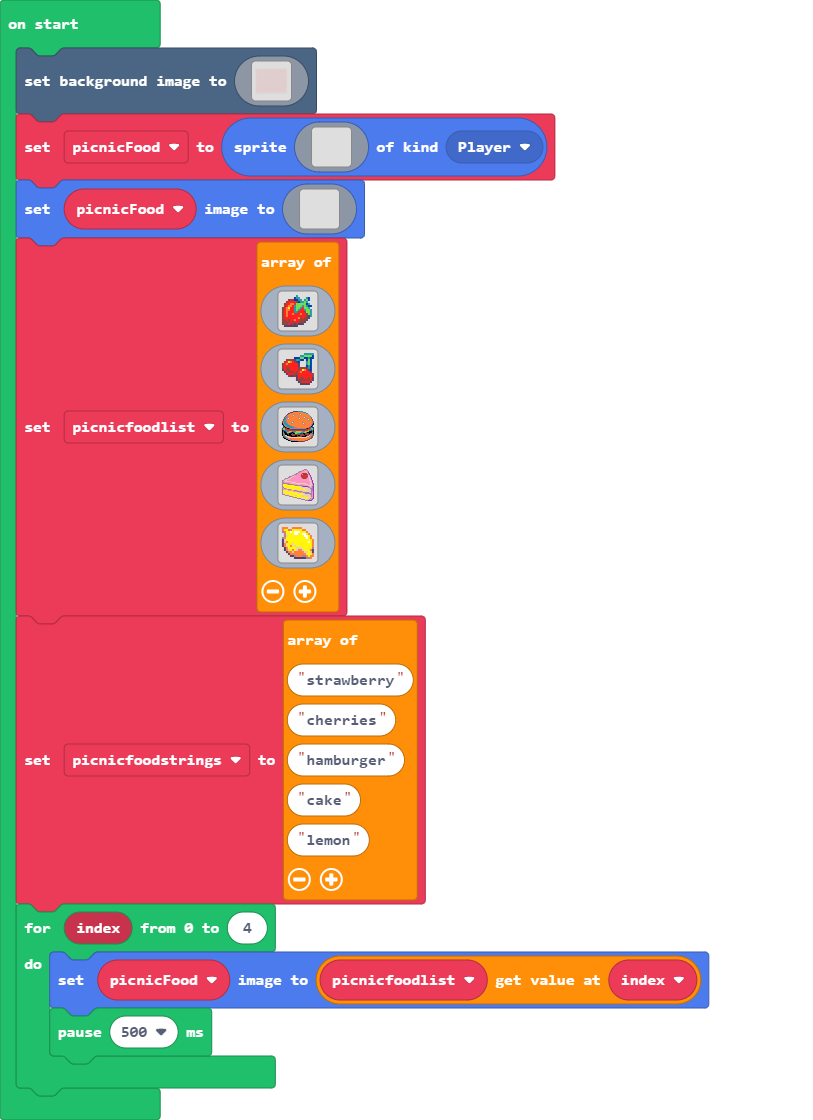 on start
set background image to
set picnicFood to sprite of kind Player
set picnicFood image to
array of
set picnicfoodlist to
array of
"strawberry"
"cherries"
set picnicfoodstrings to "hamburger"
"cake"
"lemon"
for index from 0 to 4
do
set picnicFood image to picnicfoodlist get value at index
pause 500 ms